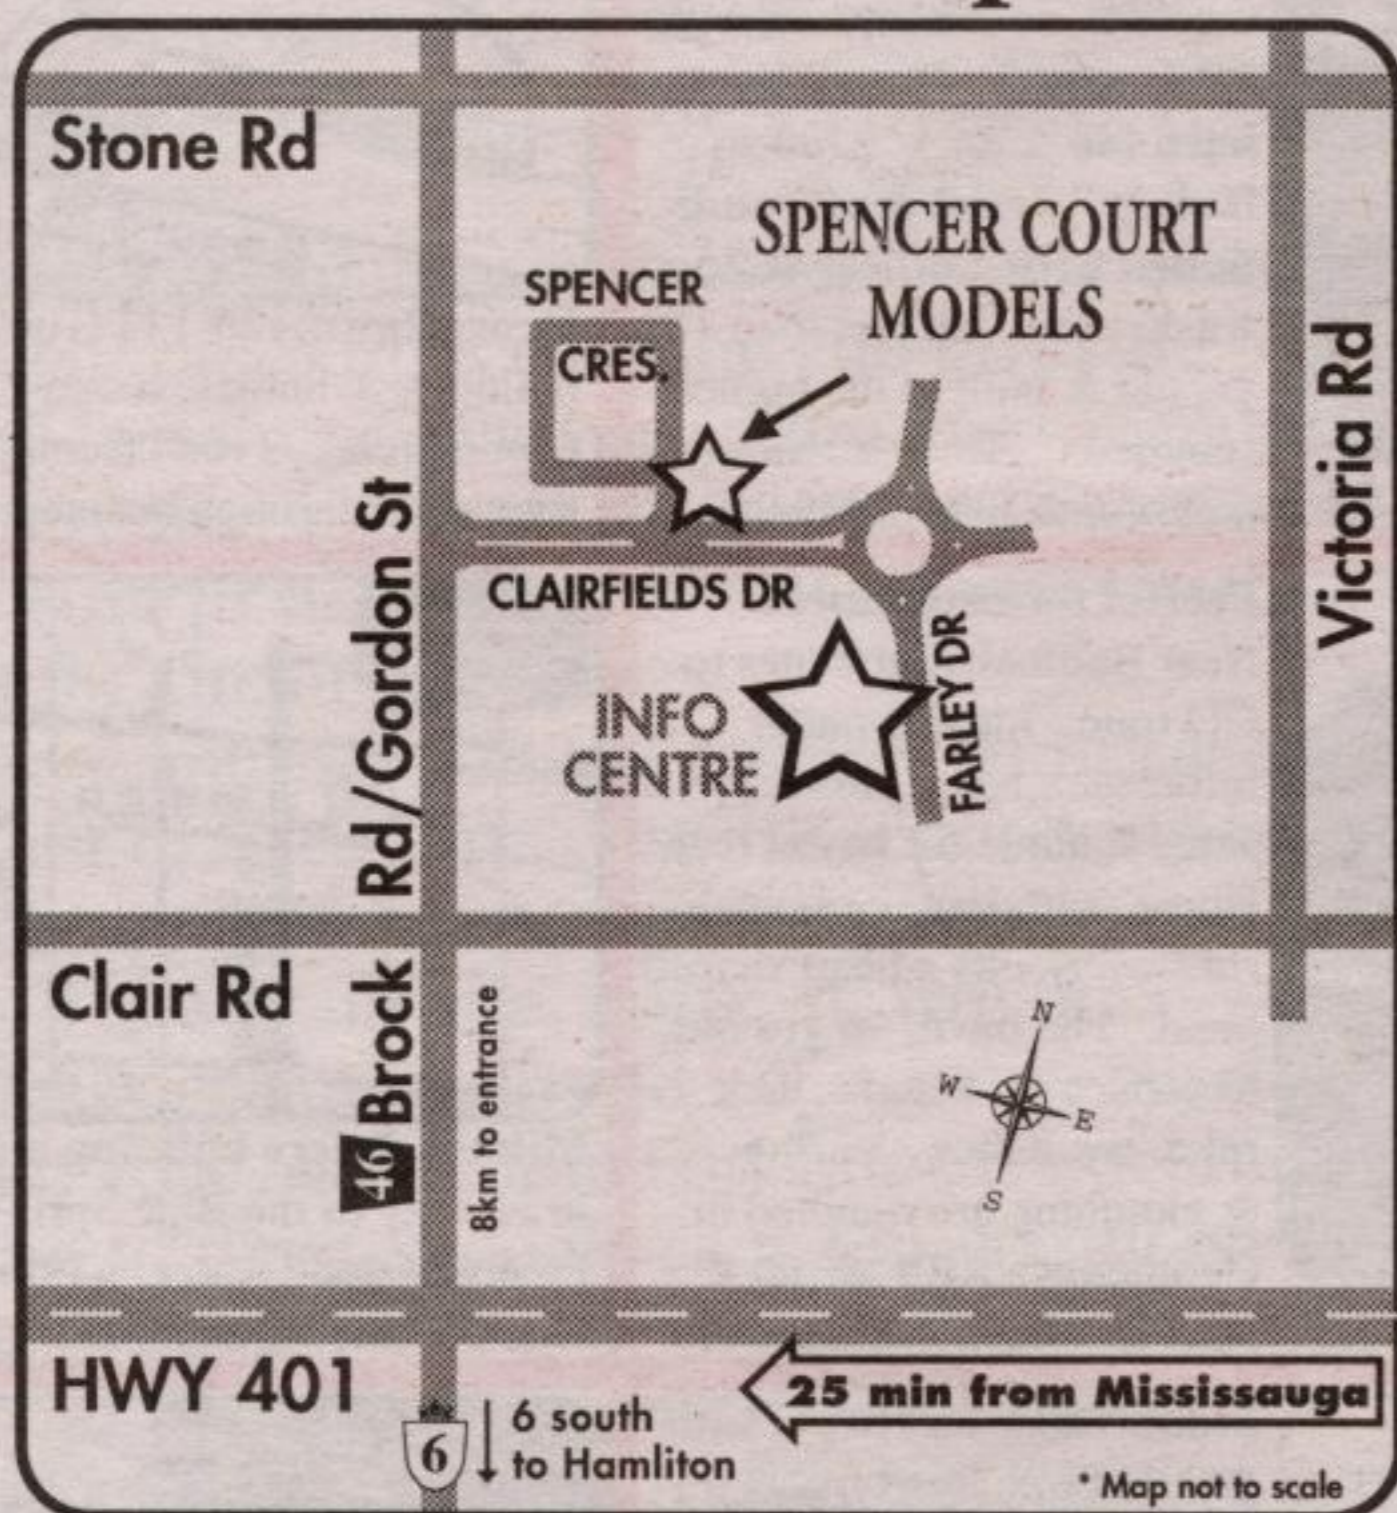 Stone Rd
SPENCER COURT
MODELS
SPENCER
CRES.
Victoria Rd
CLAIRFIELDS DR
FARLEY DR
INFO
CENTRE
46 Brock Rd/Gordon St
Clair Rd
8km to entrance
N
W
E
S
HWY 401
25 min from Mississauga
6
6 south
to Hamliton
* Map not to scale